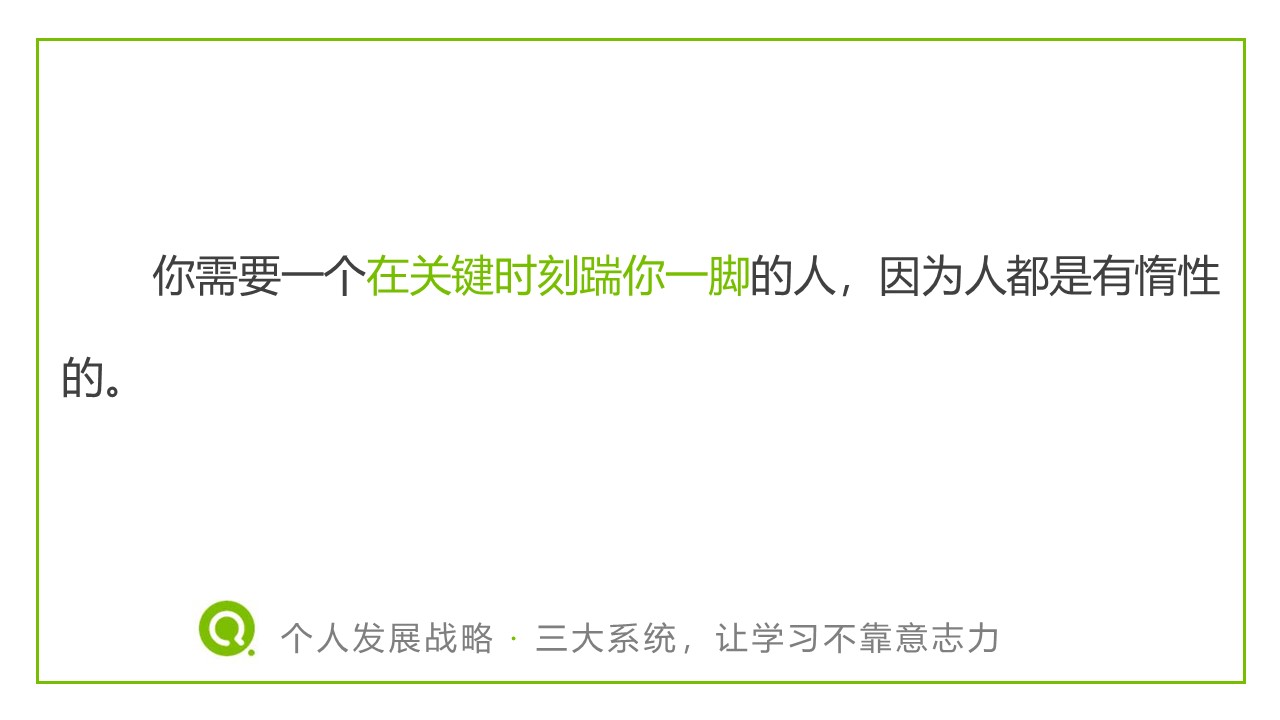 你需要一个在关键时刻踹你一脚的人，因为人都是有惰性
的。
个人发展战略 · 三大系统，让学习不靠意志力